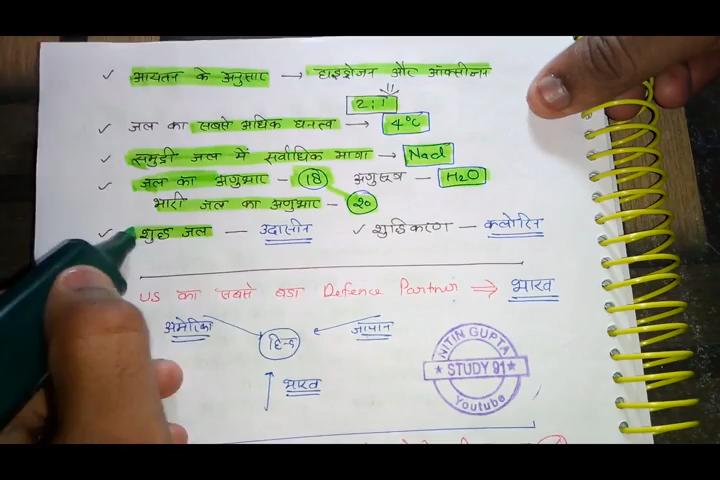 ✓ आयतन के अनुसार → हाइड्रोजन और ऑक्सीजन
2:1
✓ जल का सबसे अधिक घनत्व → 4°C
✓ समुद्री जल में सर्वाधिक मात्रा → Nacl
✓ जल का अणुभार - 18 अणुसूत्र - H2O
भारी जल का अणुभार - 20
✓ शुद्ध जल - उदासीन ✓ शुद्धिकरण - क्लोरिन
US का सबसे बडा Defence Partner ⇒ भारत
अमेरिका हि-प्र जापान
भारत
NITIN GUPTA
★ STUDY 91 ★
Youtube